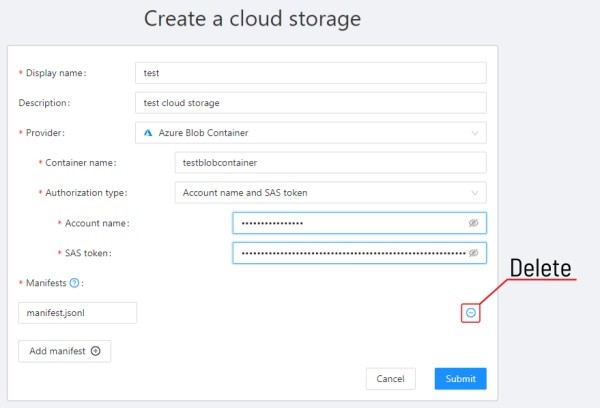 Create a cloud storage
* Display name:
test
Description:
test cloud storage
* Provider:
Azure Blob Container
* Container name:
testblobcontainer
* Authorization type:
Account name and SAS token
* Account name:
* SAS token:
* Manifests ? :
Delete
manifest.jsonl
Add manifest
Cancel
Submit